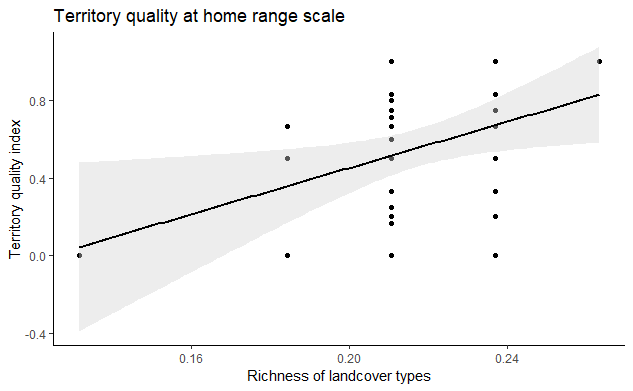 Territory quality at home range scale
Territory quality index
0.8
0.4
0.0
-0.4
0.16
0.20
0.24
Richness of landcover types